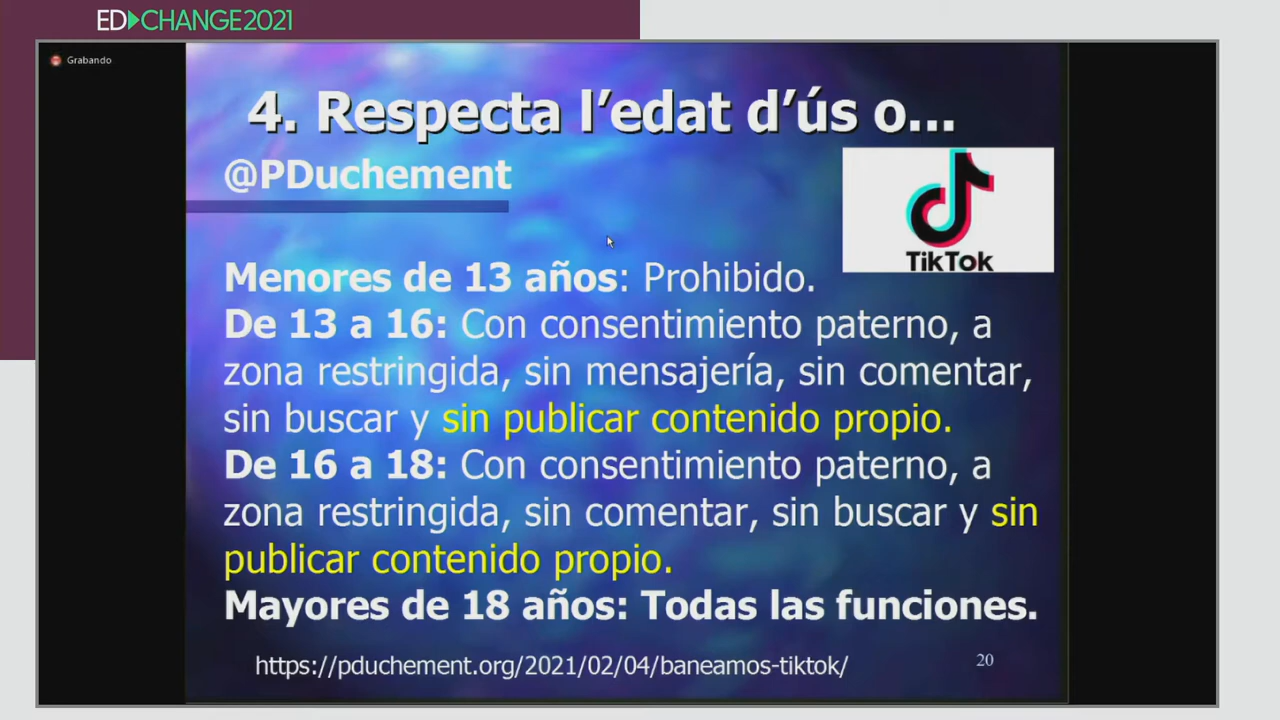 ED CHANGE2021
Grabando
4. Respecta l’edat d’ús o...
@PDuchement
TikTok
Menores de 13 años: Prohibido.
De 13 a 16: Con consentimiento paterno, a
zona restringida, sin mensajería, sin comentar,
sin buscar y sin publicar contenido propio.
De 16 a 18: Con consentimiento paterno, a
zona restringida, sin comentar, sin buscar y sin
publicar contenido propio.
Mayores de 18 años: Todas las funciones.
https://pduchement.org/2021/02/04/baneamos-tiktok/
20